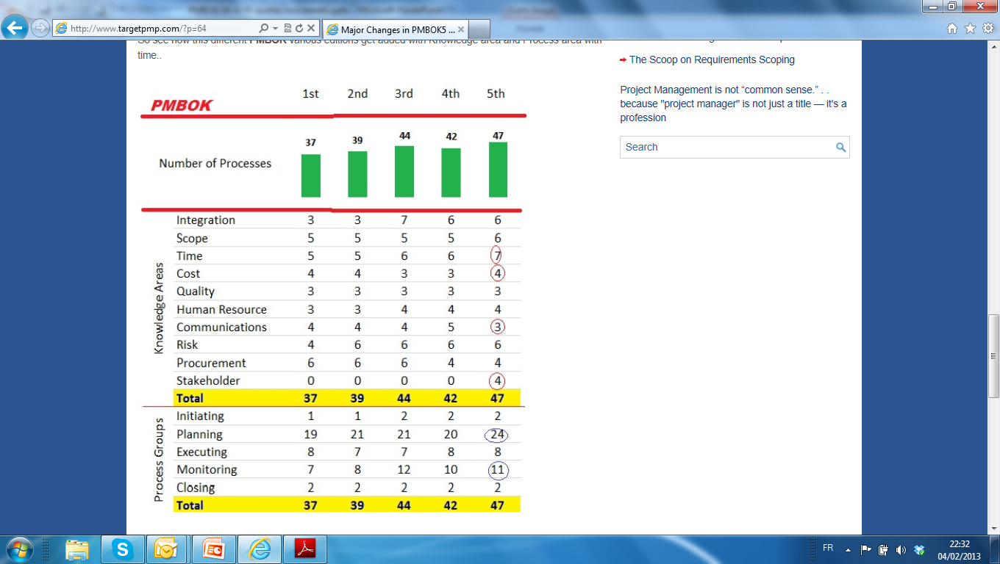 http://www.targetpmp.com/?p=64
Major Changes in PMBOK5 ...
So see how this different PMBOK various editions get added with Knowledge area and Process area with
time..
The Scoop on Requirements Scoping
Project Management is not “common sense.” . .
because "project manager" is not just a title — it's a
profession
Search
PMBOK 1st 2nd 3rd 4th 5th
37 39 44 42 47
Number of Processes
Knowledge Areas
Integration 3 3 7 6 6
Scope 5 5 5 5 6
Time 5 5 6 6 7
Cost 4 4 3 3 4
Quality 3 3 3 3 3
Human Resource 3 3 4 4 4
Communications 4 4 4 5 3
Risk 4 6 6 6 6
Procurement 6 6 6 4 4
Stakeholder 0 0 0 0 4
Total 37 39 44 42 47
Process Groups
Initiating 1 1 2 2 2
Planning 19 21 21 20 24
Executing 8 7 7 8 8
Monitoring 7 8 12 10 11
Closing 2 2 2 2 2
Total 37 39 44 42 47
FR
22:32
04/02/2013